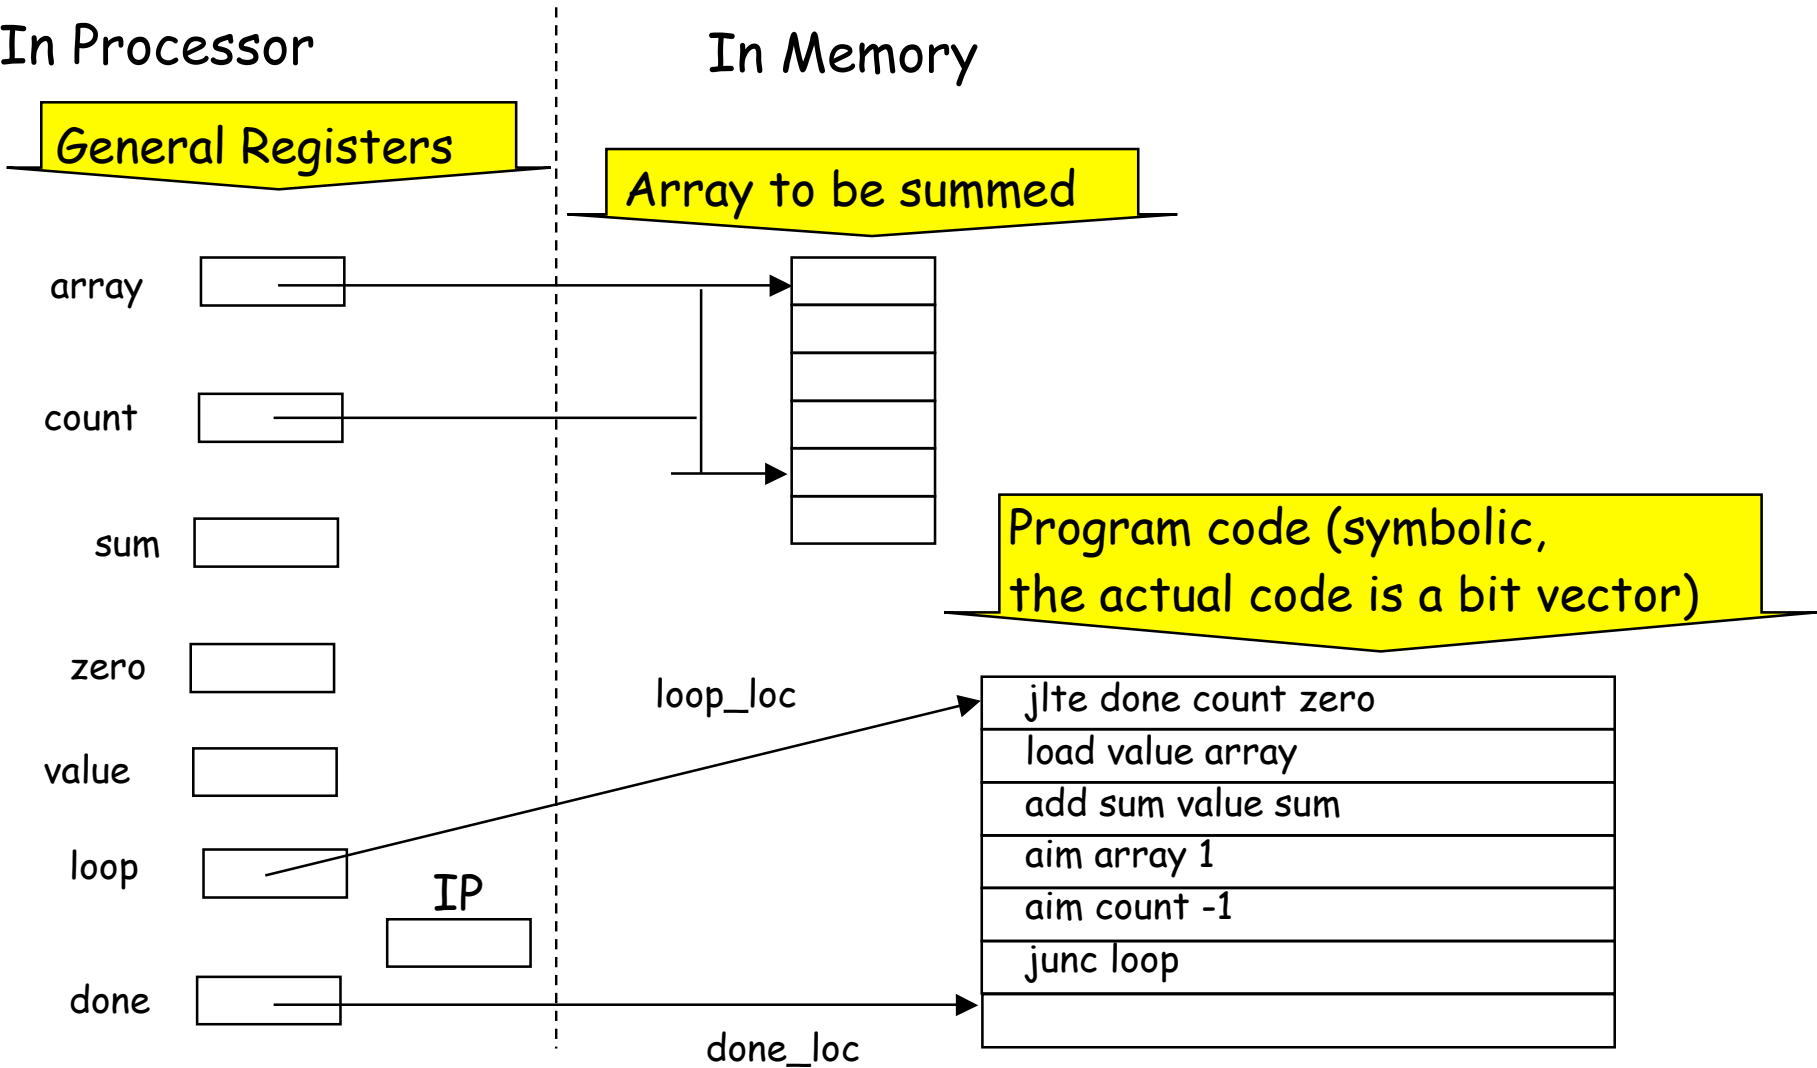 In Processor
In Memory
General Registers
Array to be summed
array
count
sum
Program code (symbolic,
the actual code is a bit vector)
zero
loop_loc
jlte done count zero
load value array
value
add sum value sum
loop
aim array 1
IP
aim count -1
junc loop
done
done_loc